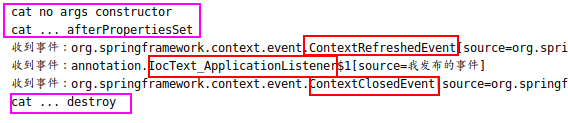 cat no args constructor
cat ... afterPropertiesSet
收到事件：org.springframework.context.event.ContextRefreshedEvent[source=org.spri
收到事件：annotation.IocText_ApplicationListener$1[source=我发布的事件]
收到事件：org.springframework.context.event.ContextClosedEvent[source=org.springf
cat ... destroy